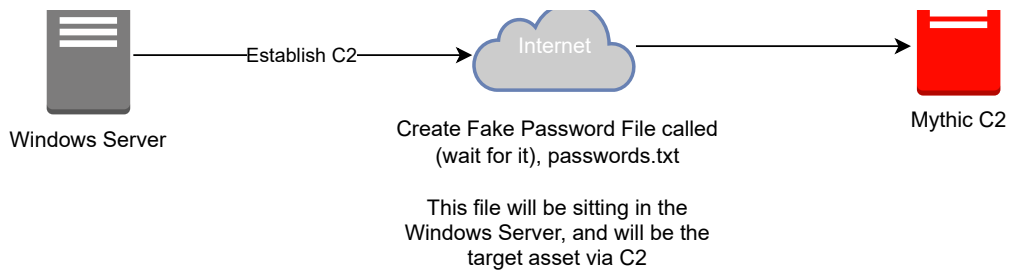 Establish C2
Internet
Windows Server
Mythic C2
Create Fake Password File called
(wait for it), passwords.txt
This file will be sitting in the
Windows Server, and will be the
target asset via C2